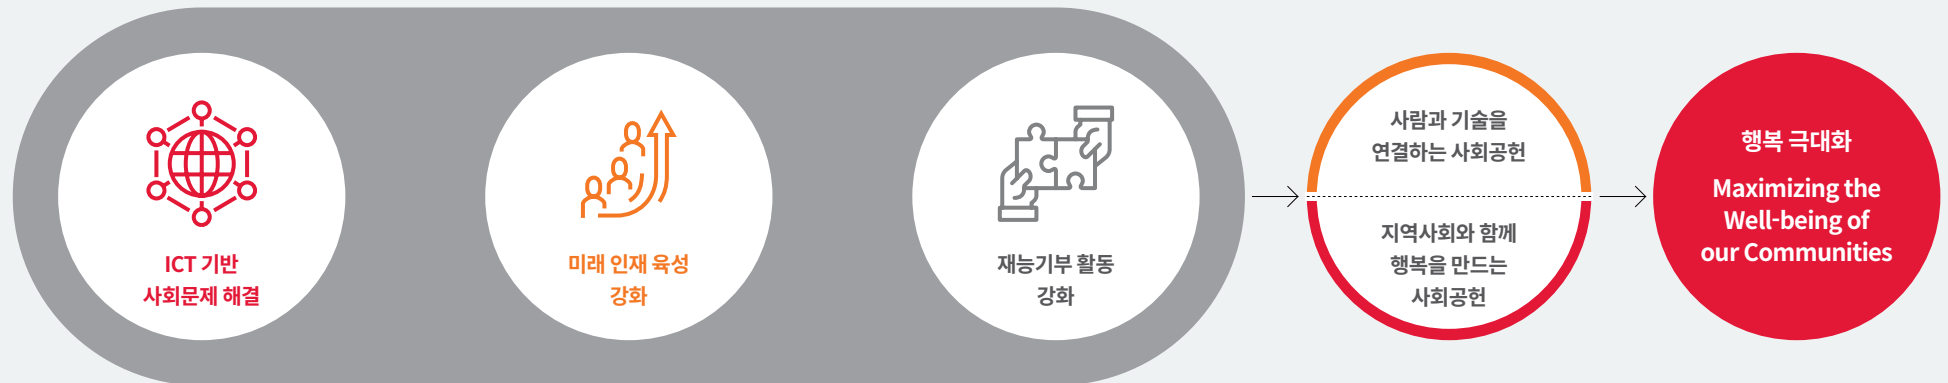 ICT 기반
사회문제 해결
미래 인재 육성
강화
재능기부 활동
강화
사람과 기술을
연결하는 사회공헌
지역사회와 함께
행복을 만드는
사회공헌
행복 극대화
Maximizing the
Well-being of
our Communities